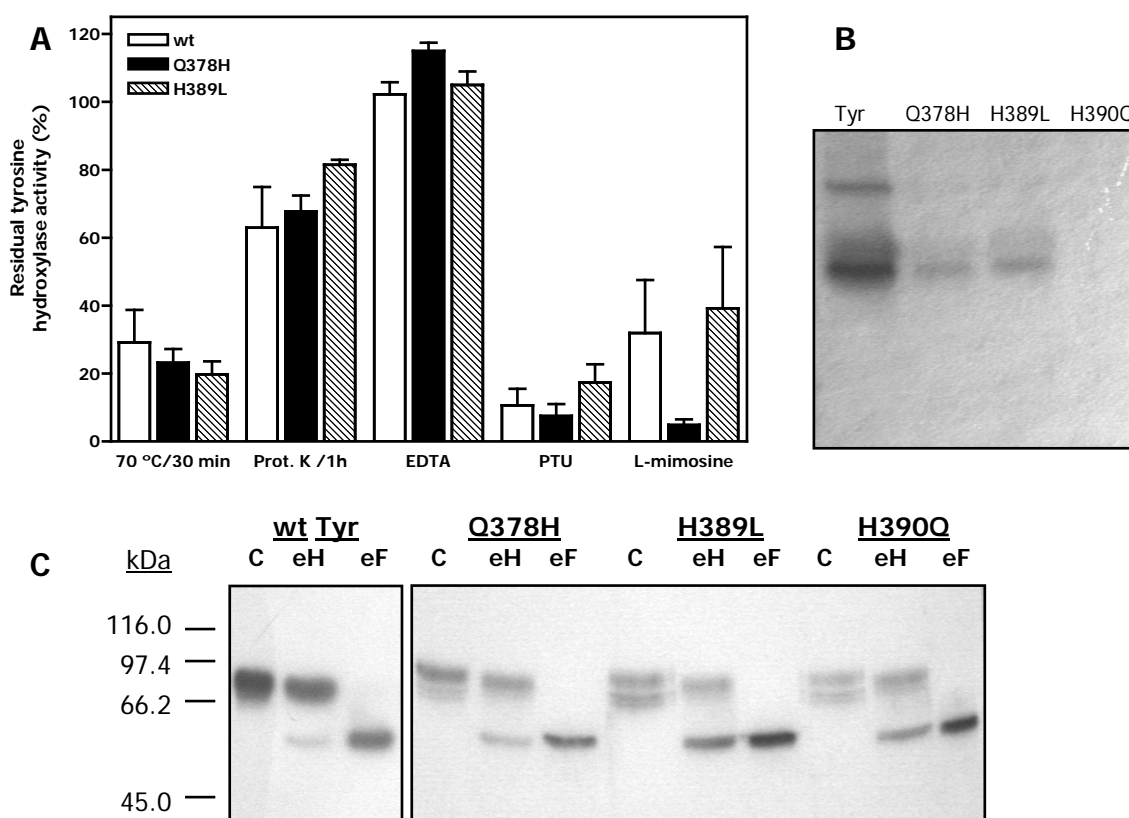 A
Residual tyrosine
hydroxylase activity (%)
120
100
80
60
40
20
0
wt
Q378H
H389L
70 ºC/30 min Prot. K /1h EDTA PTU L-mimosine
B
Tyr Q378H H389L H390Q
C
kDa
116.0
97.4
66.2
45.0
wt Tyr Q378H H389L H390Q
C eH eF C eH eF C eH eF C eH eF